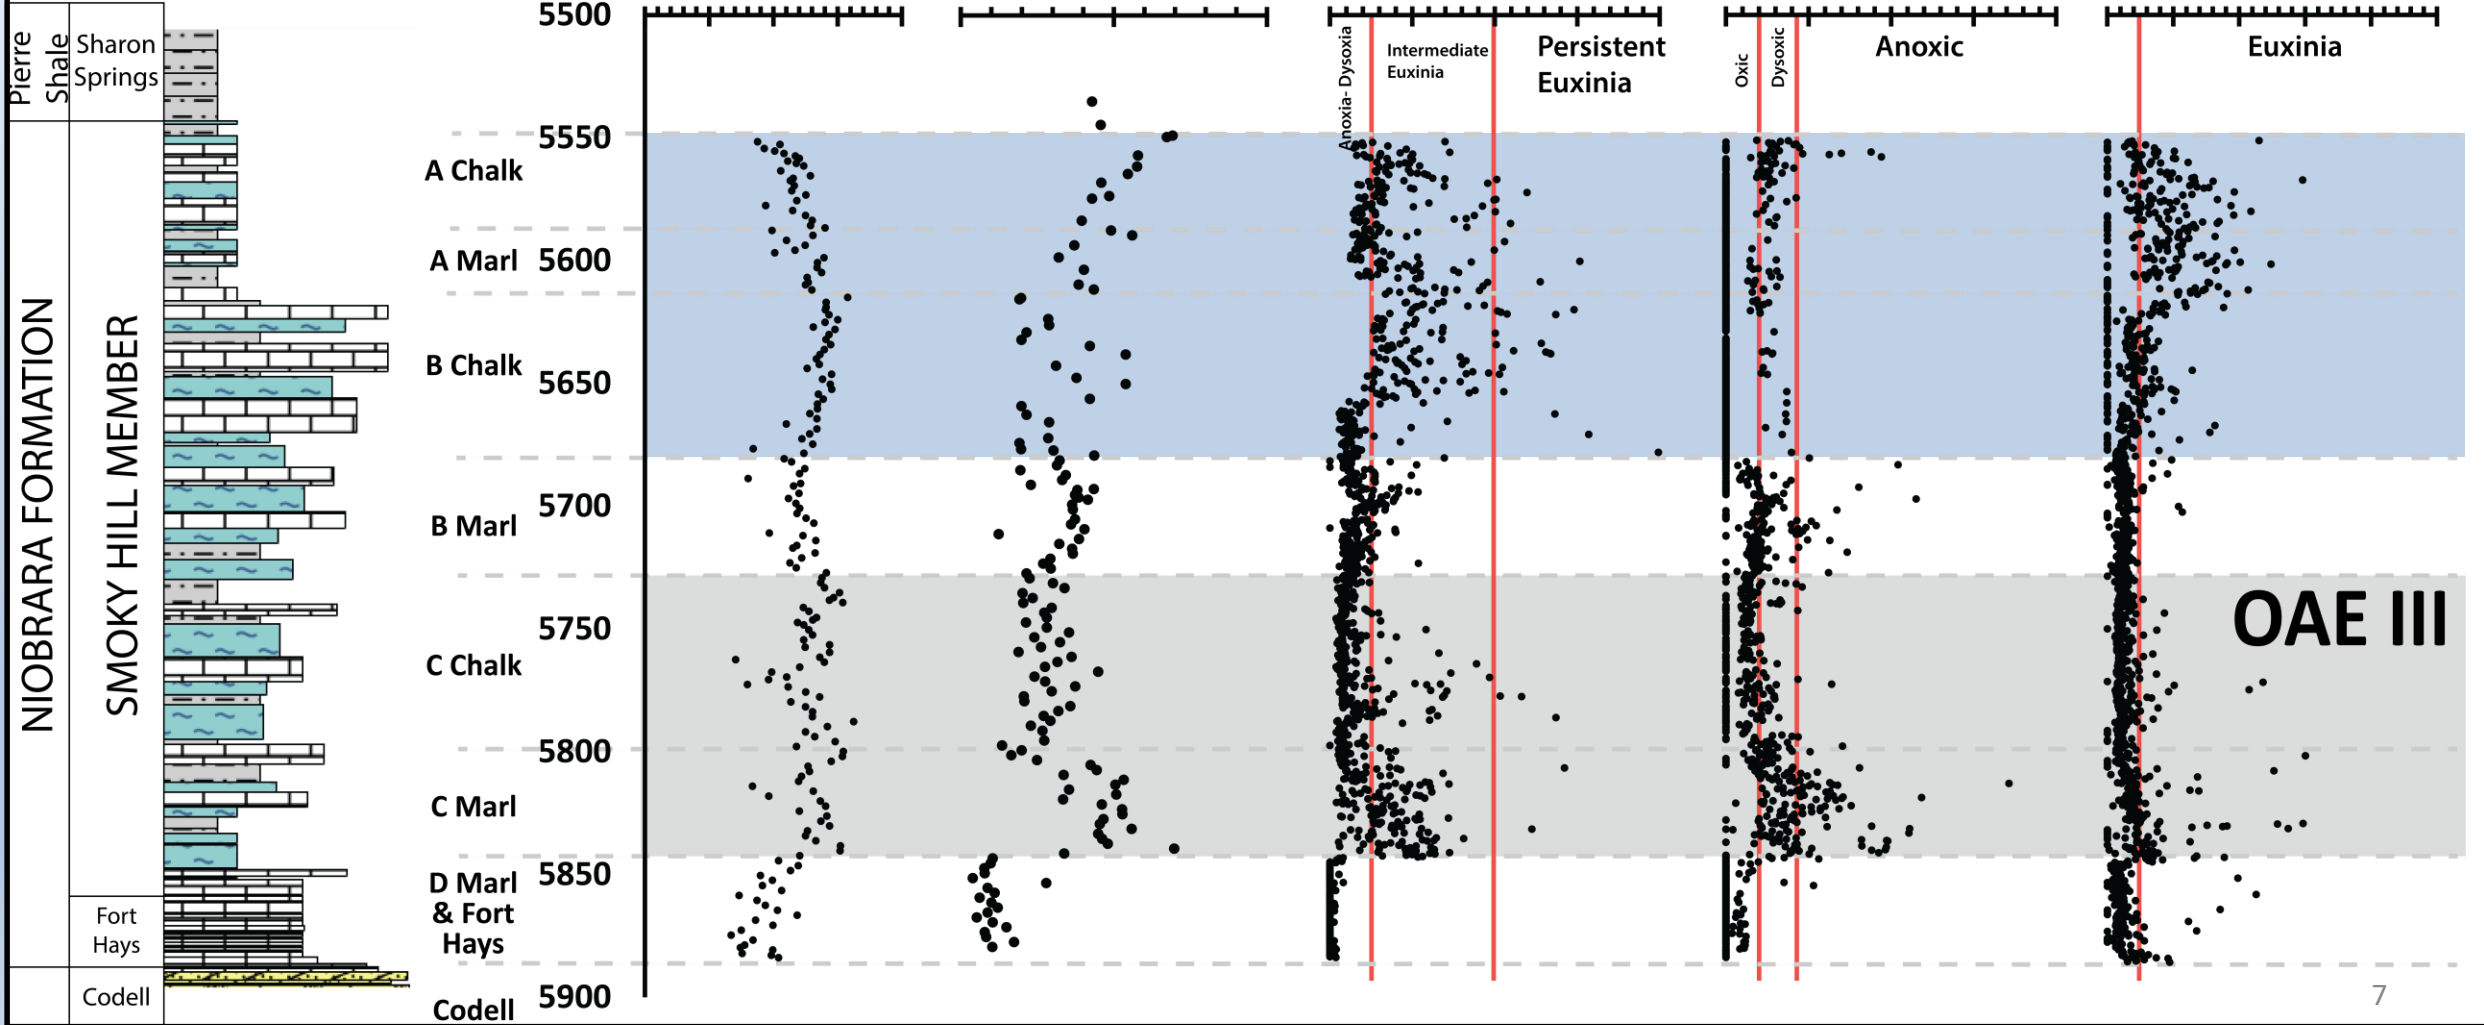 5500
Pierre
Shale
Sharon
Springs
Anoxia- Dysoxia
Intermediate
Euxinia
Persistent
Euxinia
Oxic
Dysoxic
Anoxic
Euxinia
5550
A Chalk
A Marl
5600
B Chalk
5650
NIOBRARA FORMATION
SMOKY HILL MEMBER
5700
B Marl
OAE III
5750
C Chalk
5800
C Marl
5850
D Marl
& Fort
Hays
Fort
Hays
Codell
5900
Codell
7